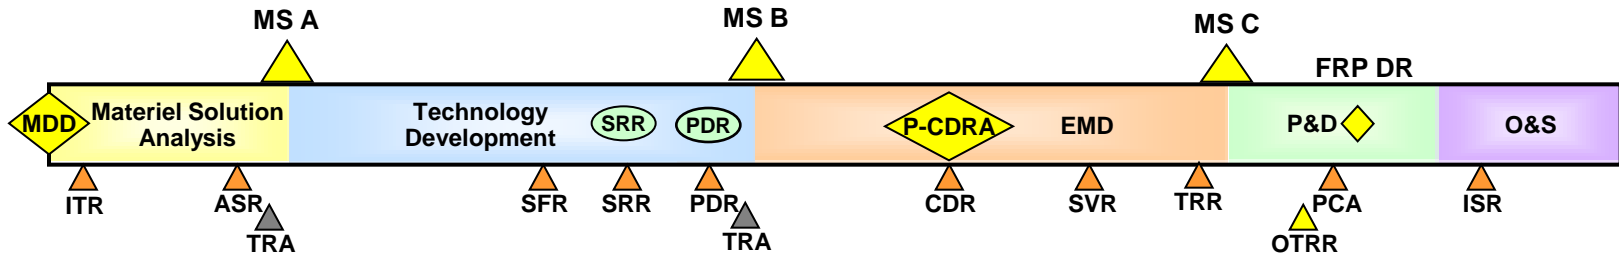 MS A
MS B
MS C
FRP DR
MDD
Materiel Solution
Analysis
Technology
Development
SRR
PDR
P-CDRA
EMD
P&D
O&S
ITR
ASR
SFR
SRR
PDR
CDR
SVR
TRR
PCA
ISR
TRA
TRA
OTRR